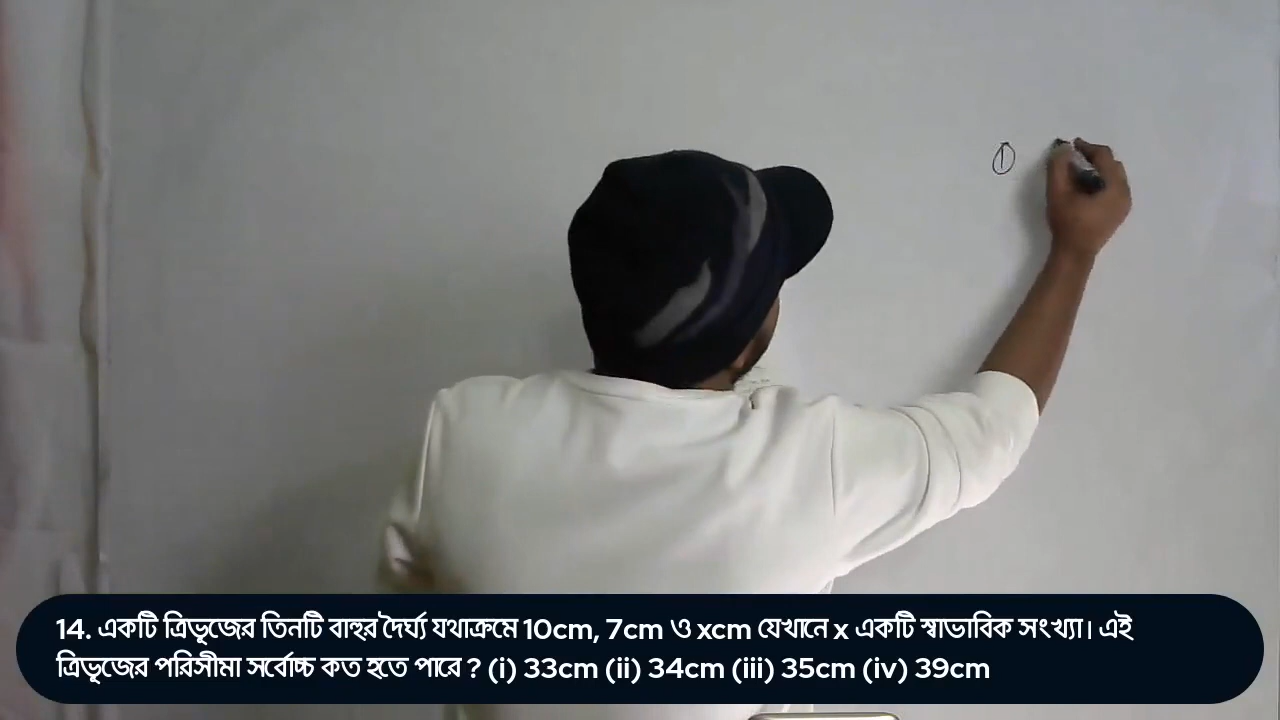 ①
14. একটি ত্রিভূজের তিনটি বাহুর দৈর্ঘ্য যথাক্রমে 10cm, 7cm ও xcm যেখানে x একটি স্বাভাবিক সংখ্যা। এই
ত্রিভূজের পরিসীমা সর্বোচ্চ কত হতে পারে ? (i) 33cm (ii) 34cm (iii) 35cm (iv) 39cm